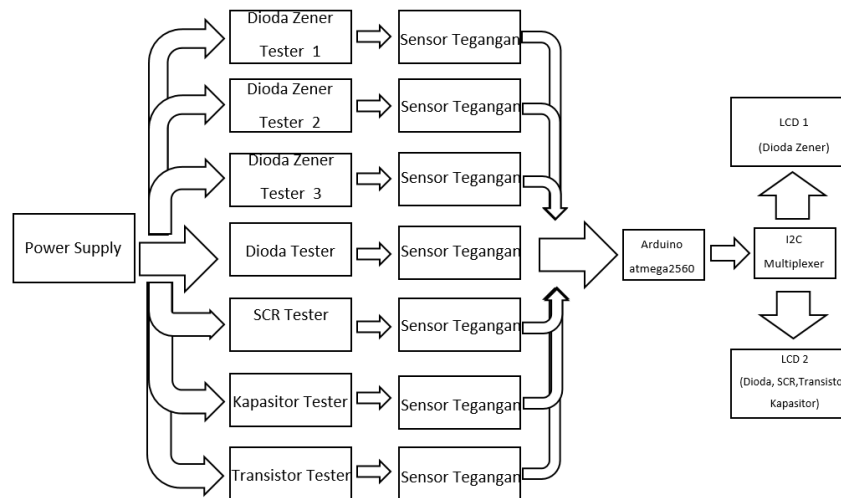 Dioda Zener
Tester 1
Sensor Tegangan
Dioda Zener
Tester 2
Sensor Tegangan
Dioda Zener
Tester 3
Sensor Tegangan
Power Supply
Dioda Tester
Sensor Tegangan
SCR Tester
Sensor Tegangan
Kapasitor Tester
Sensor Tegangan
Transistor Tester
Sensor Tegangan
Arduino
atmega2560
I2C
Multiplexer
LCD 1
(Dioda Zener)
LCD 2
(Dioda, SCR,Transisto
Kapasitor)